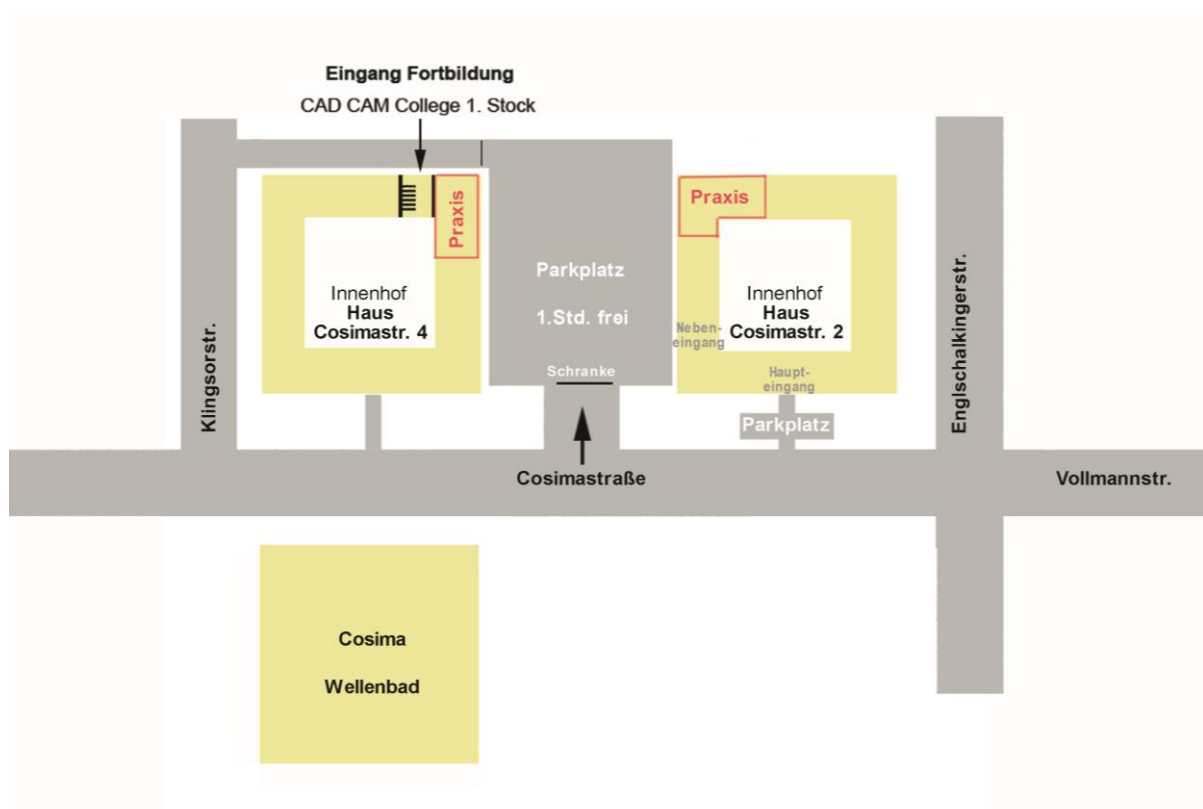 Eingang Fortbildung
CAD CAM College 1. Stock
Praxis
Praxis
Parkplatz
1.Std. frei
Schranke
Innenhof
Haus
Cosimastr. 4
Innenhof
Haus
Cosimastr. 2
Neben-
eingang
Haupt-
eingang
Parkplatz
Klingsorstr.
Englschalkingerstr.
Cosimastraße
Vollmannstr.
Cosima
Wellenbad